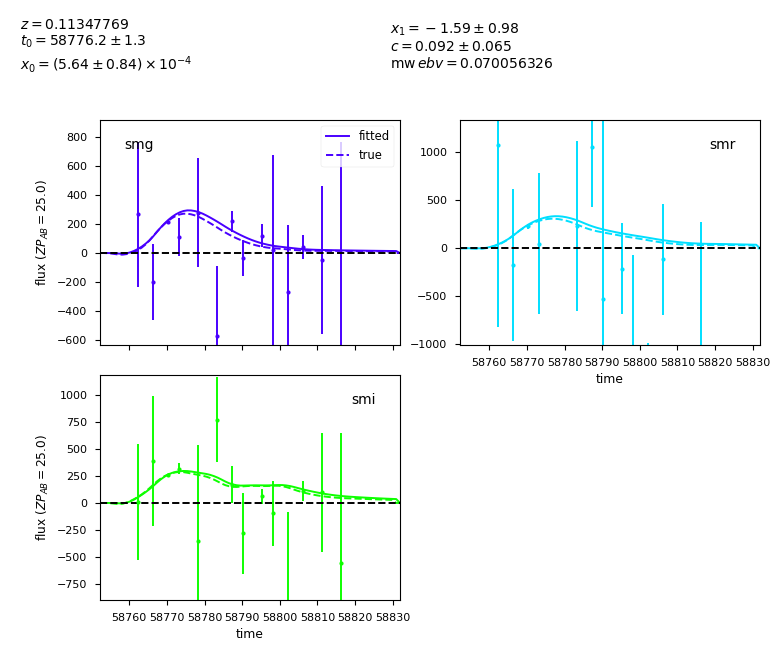 z = 0.11347769
t₀ = 58776.2 ± 1.3
x₀ = (5.64 ± 0.84) × 10⁻⁴
x₁ = −1.59 ± 0.98
c = 0.092 ± 0.065
mw ebv = 0.070056326
smg
fitted
true
800
600
400
200
0
−200
−400
−600
flux (ZP_AB = 25.0)
smr
1000
500
0
−500
−1000
58760 58770 58780 58790 58800 58810 58820 58830
time
smi
1000
750
500
250
0
−250
−500
−750
flux (ZP_AB = 25.0)
58760 58770 58780 58790 58800 58810 58820 58830
time